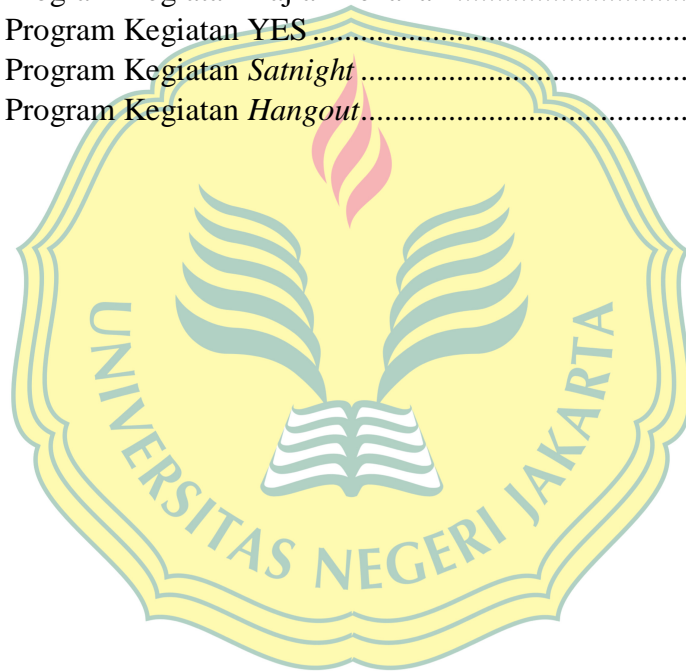 Program Kegiatan YES ................................................
Program Kegiatan Satnight ..........................................
Program Kegiatan Hangout..........................................
UNIVERSITAS NEGERI JAKARTA